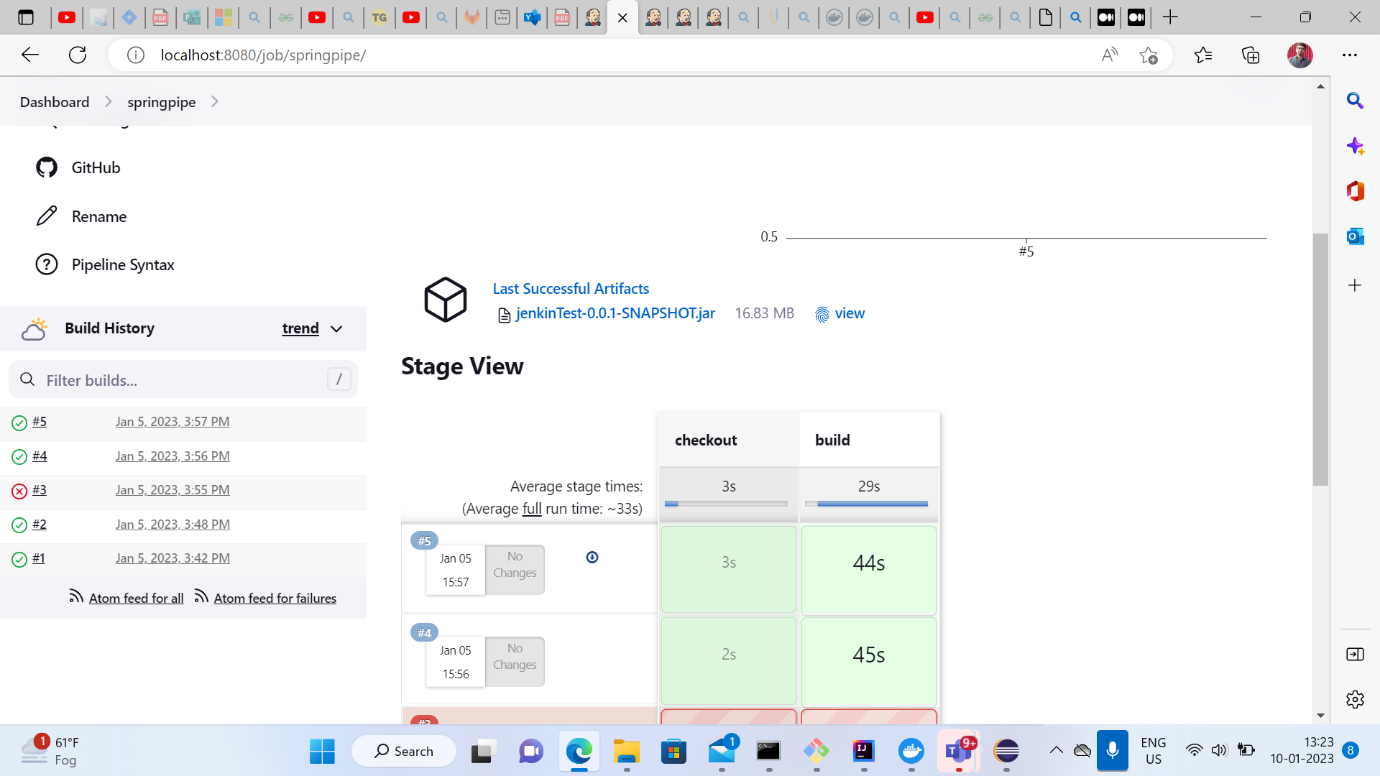 TG
localhost:8080/job/springpipe/
Dashboard
springpipe
GitHub
Rename
Pipeline Syntax
0.5
#5
Last Successful Artifacts
jenkinTest-0.0.1-SNAPSHOT.jar 16.83 MB view
Build History trend
Filter builds... /
#5 Jan 5, 2023, 3:57 PM
#4 Jan 5, 2023, 3:56 PM
#3 Jan 5, 2023, 3:55 PM
#2 Jan 5, 2023, 3:48 PM
#1 Jan 5, 2023, 3:42 PM
Atom feed for all Atom feed for failures
Stage View
checkout build
Average stage times:
(Average full run time: ~33s)
3s 29s
#5
Jan 05
15:57
No
Changes
3s 44s
#4
Jan 05
15:56
No
Changes
2s 45s
1
61°F
Fog
Search
1
9+
ENG
US
13:23
10-01-2023
8